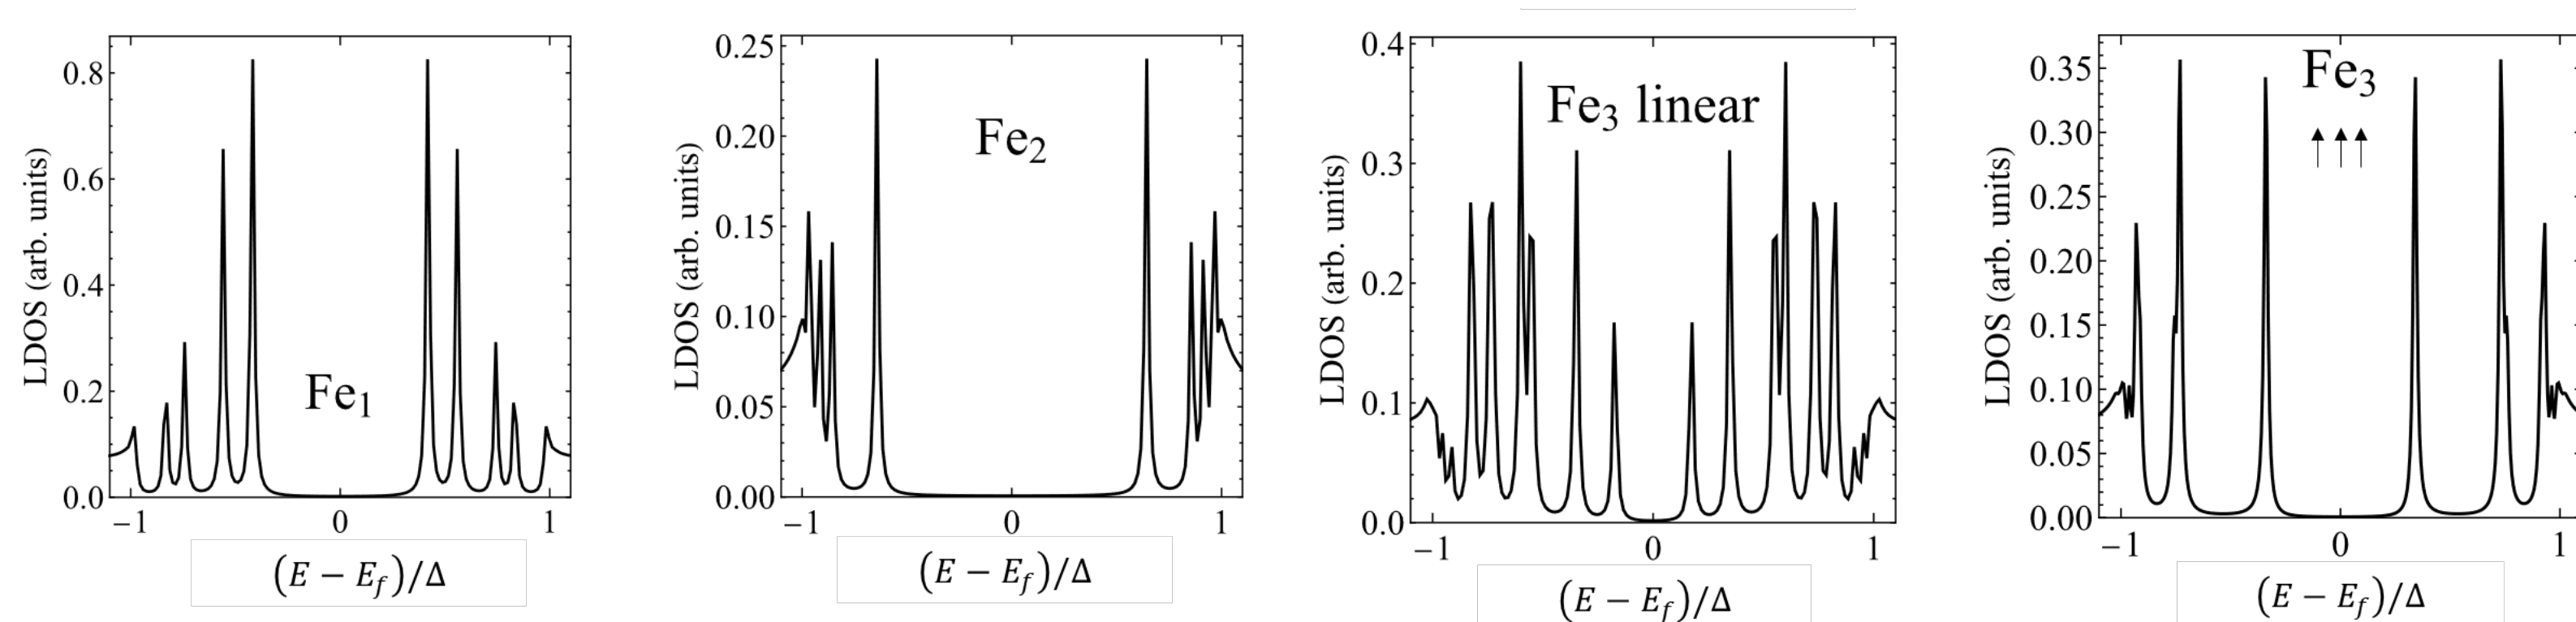 LDOS (arb. units)
0.8
0.6
0.4
0.2
0.0
Fe₁
−1 0 1
(E − E_f)/Δ
LDOS (arb. units)
0.25
0.20
0.15
0.10
0.05
0.00
Fe₂
−1 0 1
(E − E_f)/Δ
LDOS (arb. units)
0.4
0.3
0.2
0.1
0.0
Fe₃ linear
−1 0 1
(E − E_f)/Δ
LDOS (arb. units)
0.35
0.30
0.25
0.20
0.15
0.10
0.05
0.00
Fe₃
↑ ↑ ↑
−1 0 1
(E − E_f)/Δ